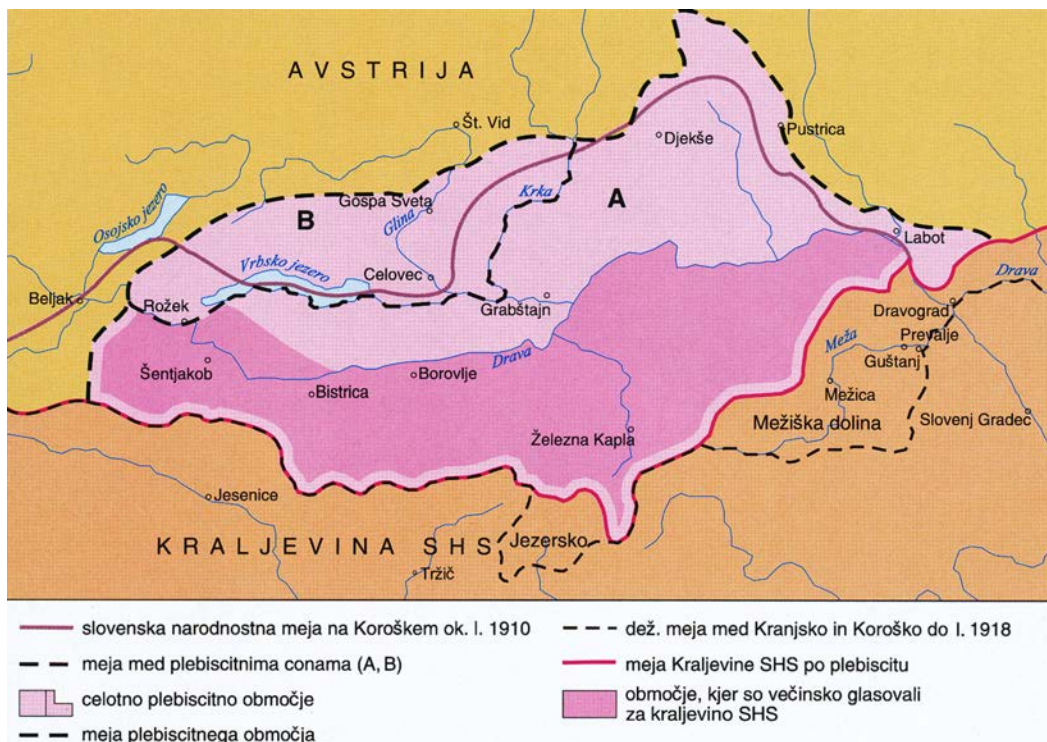 AVSTRIJA
Št. Vid
Djekše
Pustrica
Osojsko jezero
B
Gospa Sveta
Glina
Krka
A
Vrbsko jezero
Celovec
Labot
Beljak
Rožek
Grabštajn
Drava
Dravograd
Prevalje
Meža
Guštanj
Šentjakob
Drava
Bistrica
Borovlje
Mežica
Mežiška dolina
Slovenj Gradec
Železna Kapla
Jesenice
KRALJEVINA SHS
Jezersko
Tržič
slovenska narodnostna meja na Koroškem ok. l. 1910
meja med plebiscitnima conama (A, B)
celotno plebiscitno območje
meja plebiscitnega območja
dež. meja med Kranjsko in Koroško do l. 1918
meja Kraljevine SHS po plebiscitu
območje, kjer so večinsko glasovali
za kraljevino SHS